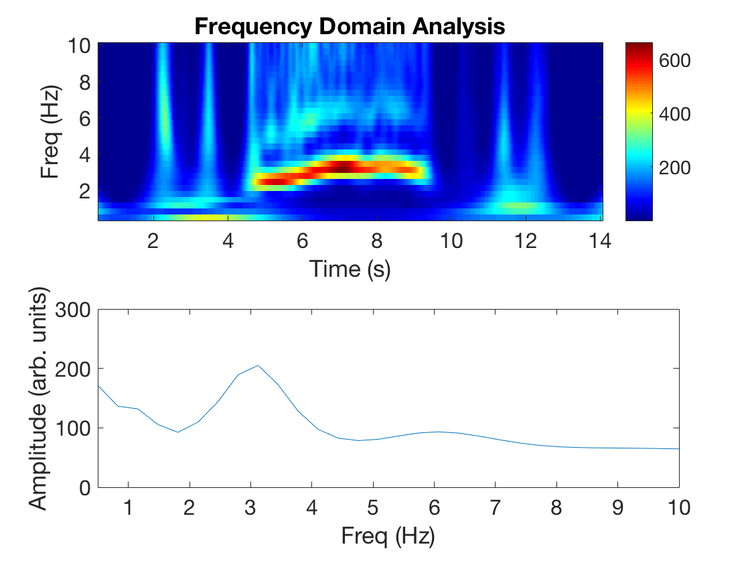 Frequency Domain Analysis
10
8
6
4
2
Freq (Hz)
600
400
200
2 4 6 8 10 12 14
Time (s)
300
200
100
0
Amplitude (arb. units)
1 2 3 4 5 6 7 8 9 10
Freq (Hz)